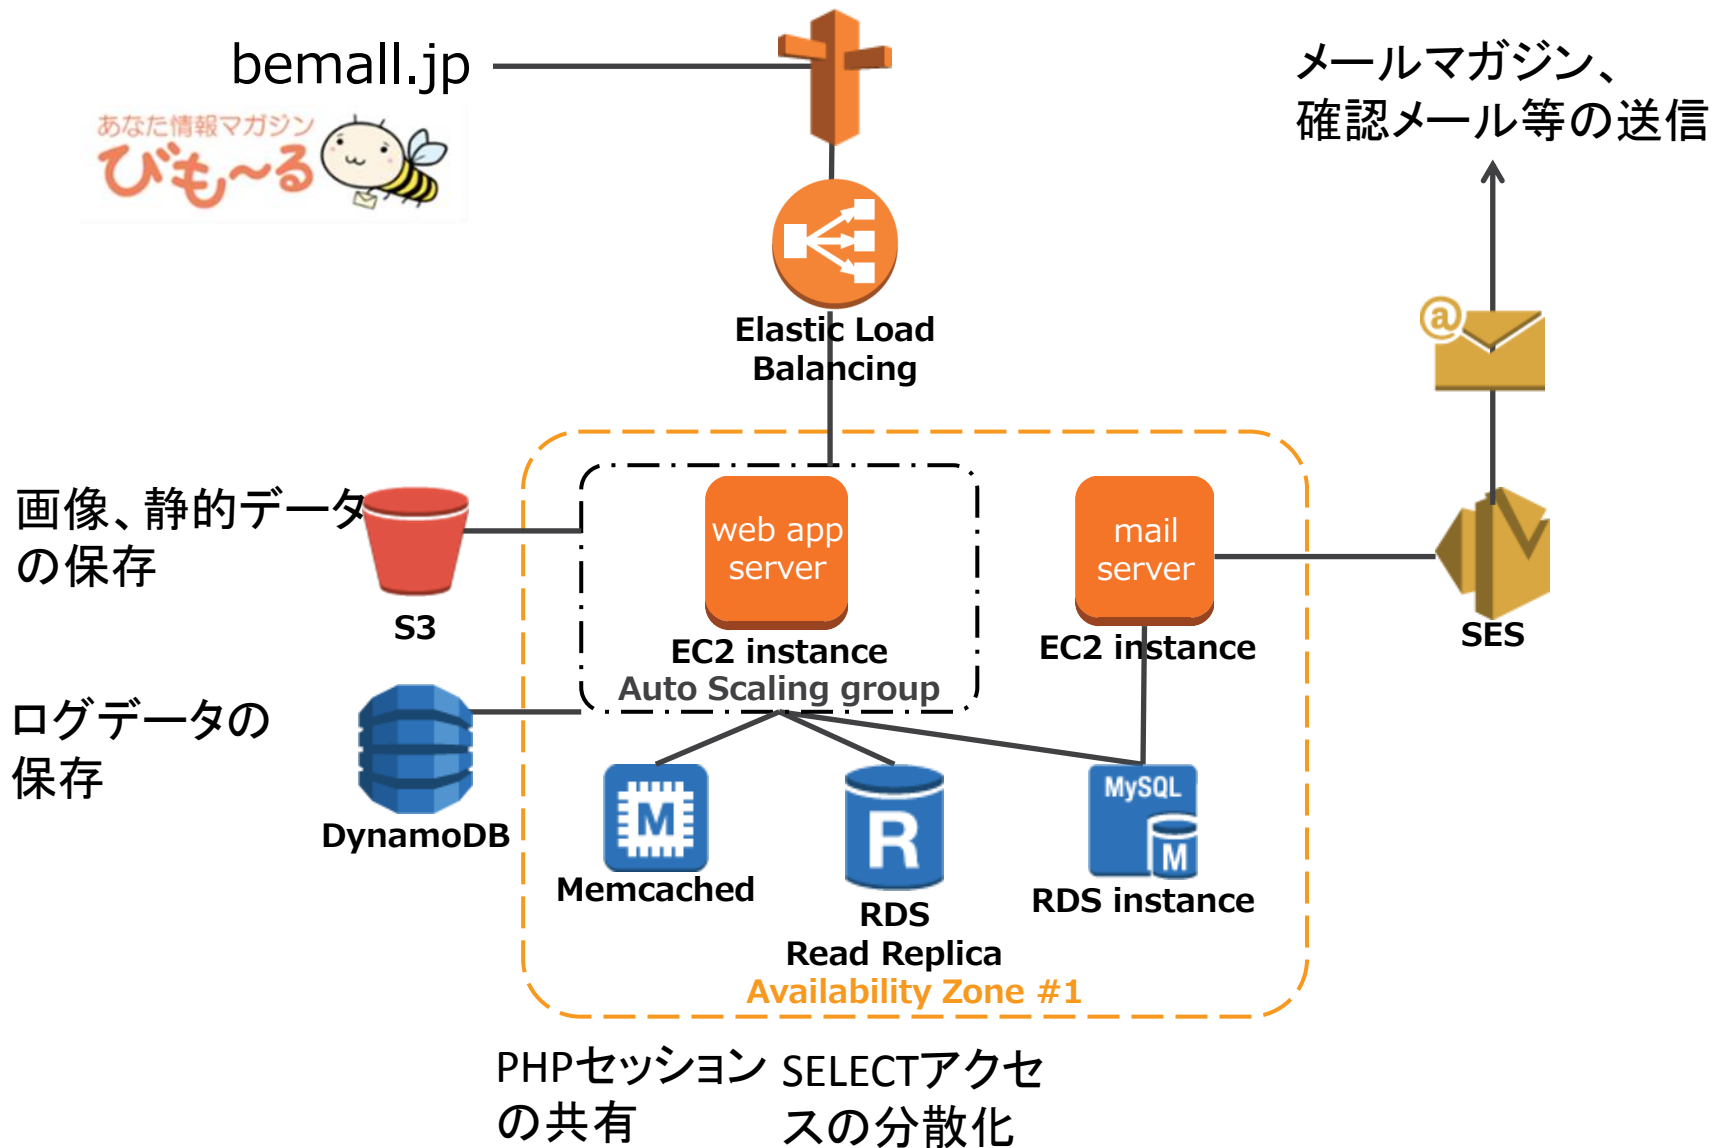 bemall.jp
あなた情報マガジン
びも〜る
メールマガジン、
確認メール等の送信
@
Elastic Load
Balancing
画像、静的データ
の保存
S3
web app
server
EC2 instance
Auto Scaling group
mail
server
EC2 instance
SES
ログデータの
保存
DynamoDB
M
Memcached
R
RDS
Read Replica
MySQL
M
RDS instance
Availability Zone #1
PHPセッション
の共有
SELECTアクセ
スの分散化